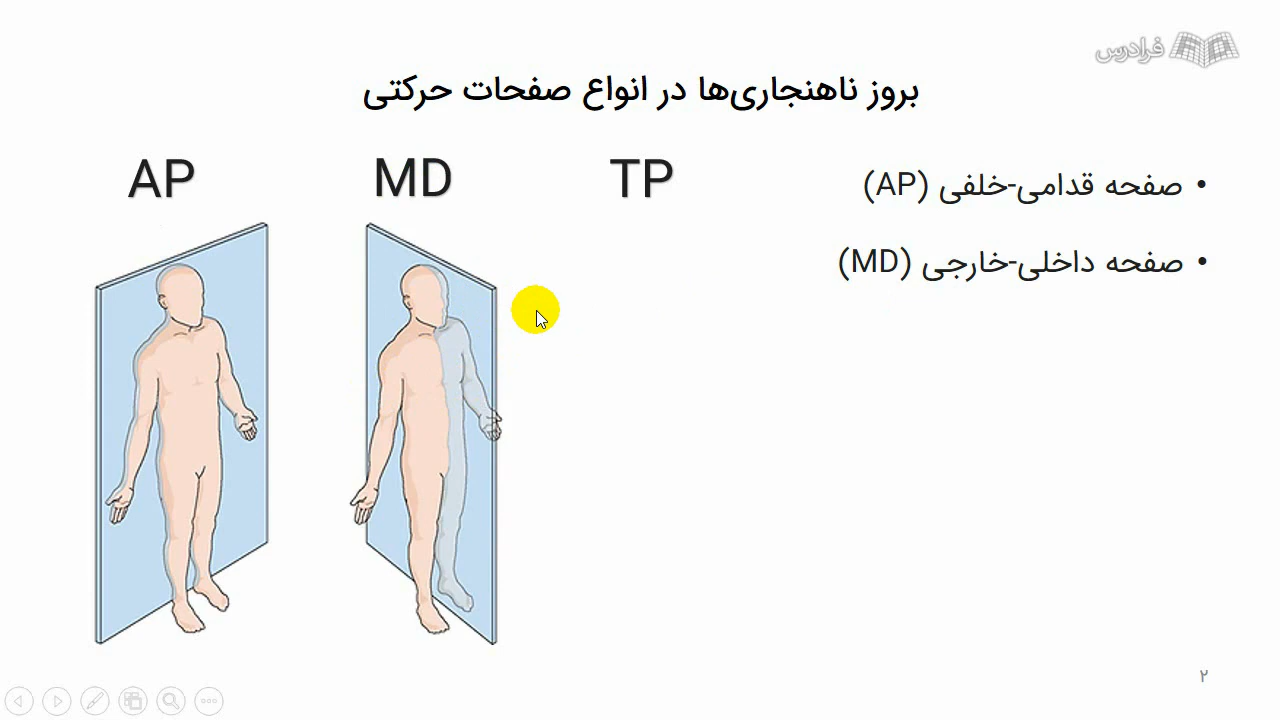 فرادرس
بروز ناهنجاری‌ها در انواع صفحات حرکتی
AP MD TP
• صفحه قدامی-خلفی (AP)
• صفحه داخلی-خارجی (MD)
۲